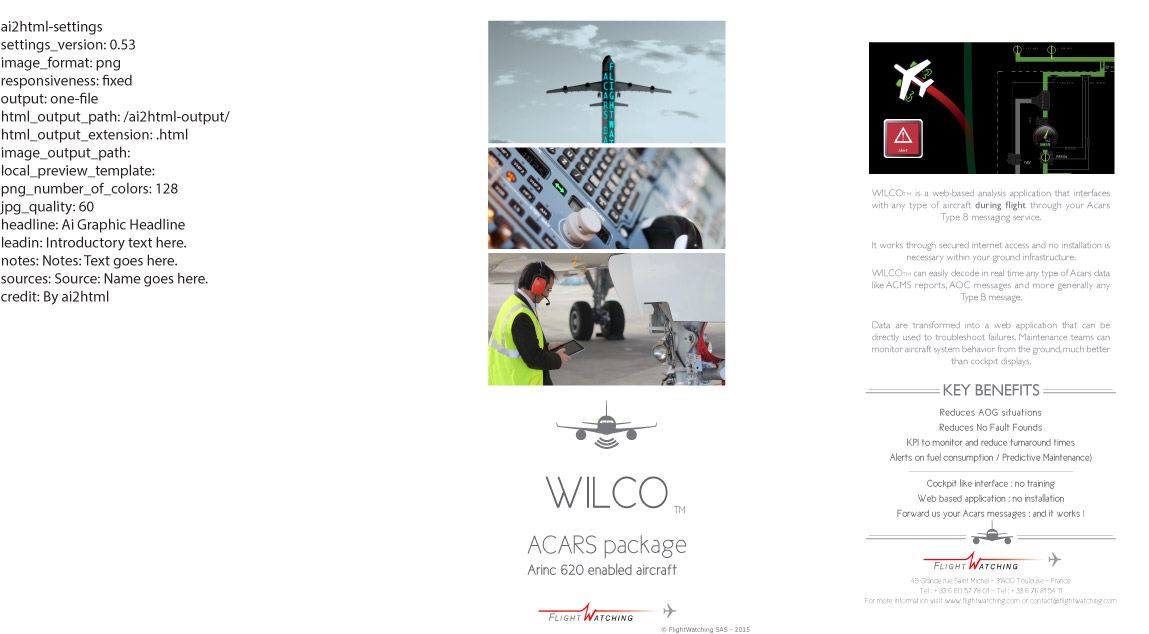 ai2html-settings
settings_version: 0.53
image_format: png
responsiveness: fixed
output: one-file
html_output_path: /ai2html-output/
html_output_extension: .html
image_output_path:
local_preview_template:
png_number_of_colors: 128
jpg_quality: 60
headline: Ai Graphic Headline
leadin: Introductory text here.
notes: Notes: Text goes here.
sources: Source: Name goes here.
credit: By ai2html
WILCO
TM
ACARS package
Arinc 620 enabled aircraft
FLIGHTWATCHING
© FlightWatching SAS - 2015
ALERT
WILCOTM is a web-based analysis application that interfaces
with any type of aircraft during flight through your Acars
Type B messaging service.
It works through secured internet access and no installation is
necessary within your ground infrastructure.
WILCOTM can easily decode in real time any type of Acars data
like ACMS reports, AOC messages and more generally any
Type B message.
Data are transformed into a web application that can be
directly used to troubleshoot failures. Maintenance teams can
monitor aircraft system behavior from the ground, much better
than cockpit displays.
KEY BENEFITS
Reduces AOG situations
Reduces No Fault Founds
KPI to monitor and reduce turnaround times
Alerts on fuel consumption / Predictive Maintenance)
Cockpit like interface : no training
Web based application : no installation
Forward us your Acars messages : and it works !
FLIGHTWATCHING
49 Grande rue Saint Michel - 31400 Toulouse - France
Tel : + 33 6 60 57 78 01 - Tel : + 33 6 76 81 54 11
For more information visit www.flightwatching.com or contact@flightwatching.com